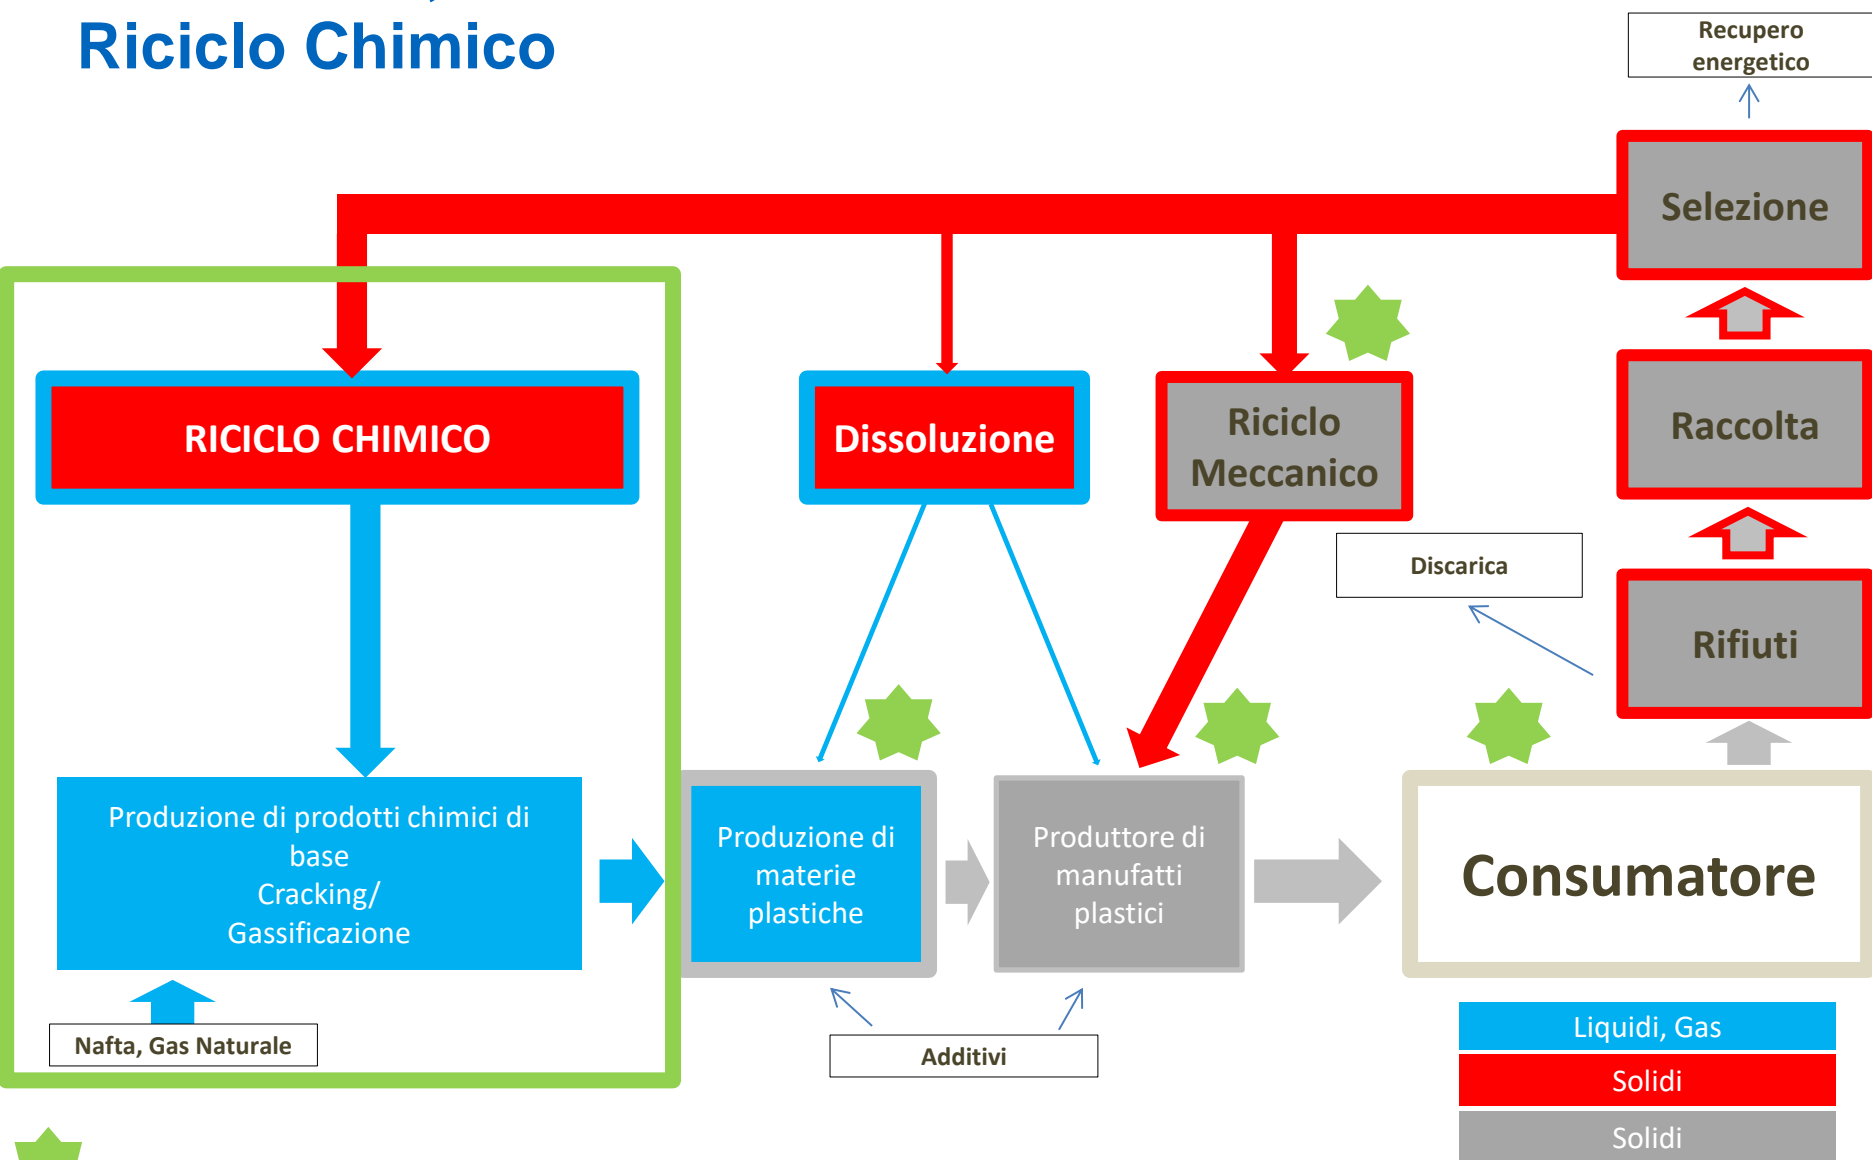 Riciclo Chimico
Recupero
energetico
Selezione
RICICLO CHIMICO
Dissoluzione
Riciclo
Meccanico
Raccolta
Discarica
Rifiuti
Produzione di prodotti chimici di
base
Cracking/
Gassificazione
Produzione di
materie
plastiche
Produttore di
manufatti
plastici
Consumatore
Nafta, Gas Naturale
Additivi
Liquidi, Gas
Solidi
Solidi